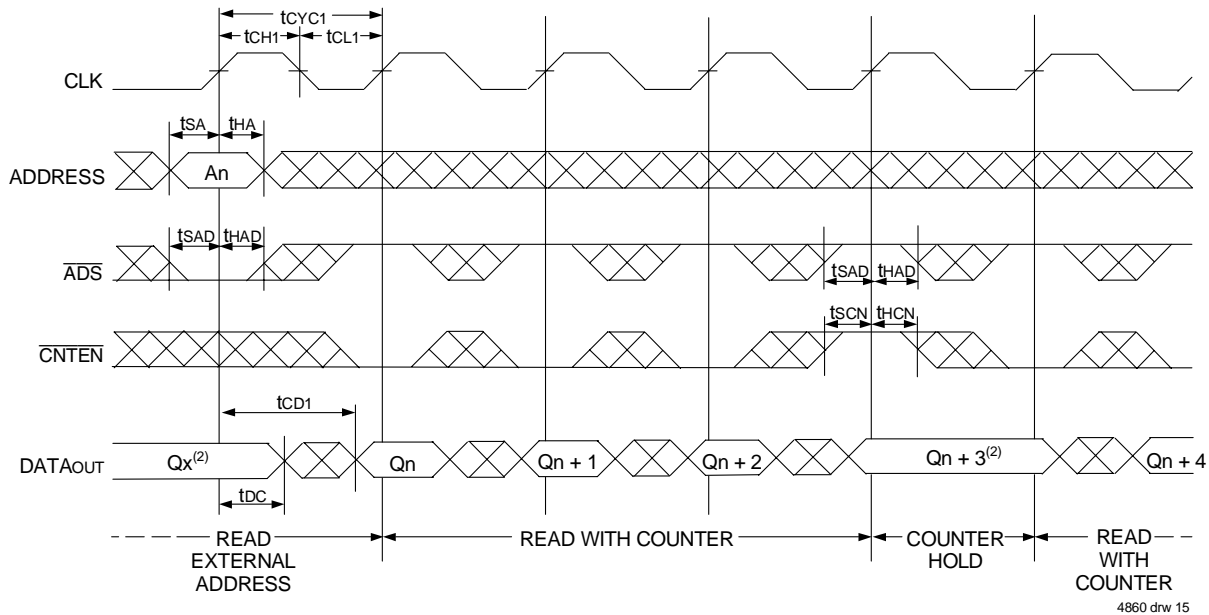 tCYC1
tCH1 tCL1
CLK
tSA tHA
ADDRESS An
tSAD tHAD
ADS
tSAD tHAD
tSCN tHCN
CNTEN
tCD1
DATAOUT Qx(2) Qn Qn + 1 Qn + 2 Qn + 3(2) Qn + 4
tDC
READ EXTERNAL ADDRESS
READ WITH COUNTER
COUNTER HOLD
READ WITH COUNTER
4860 drw 15